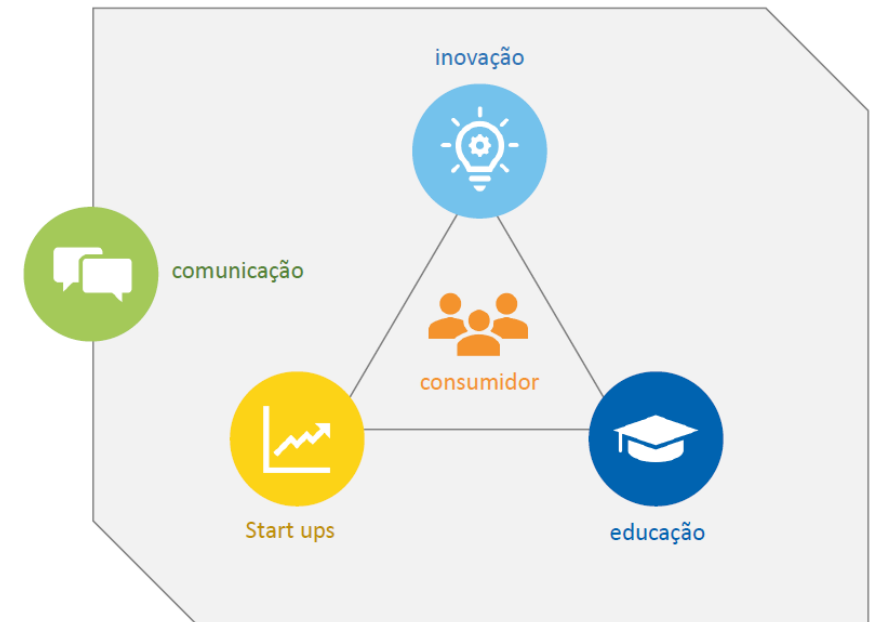 inovação
comunicação
consumidor
Start ups
educação